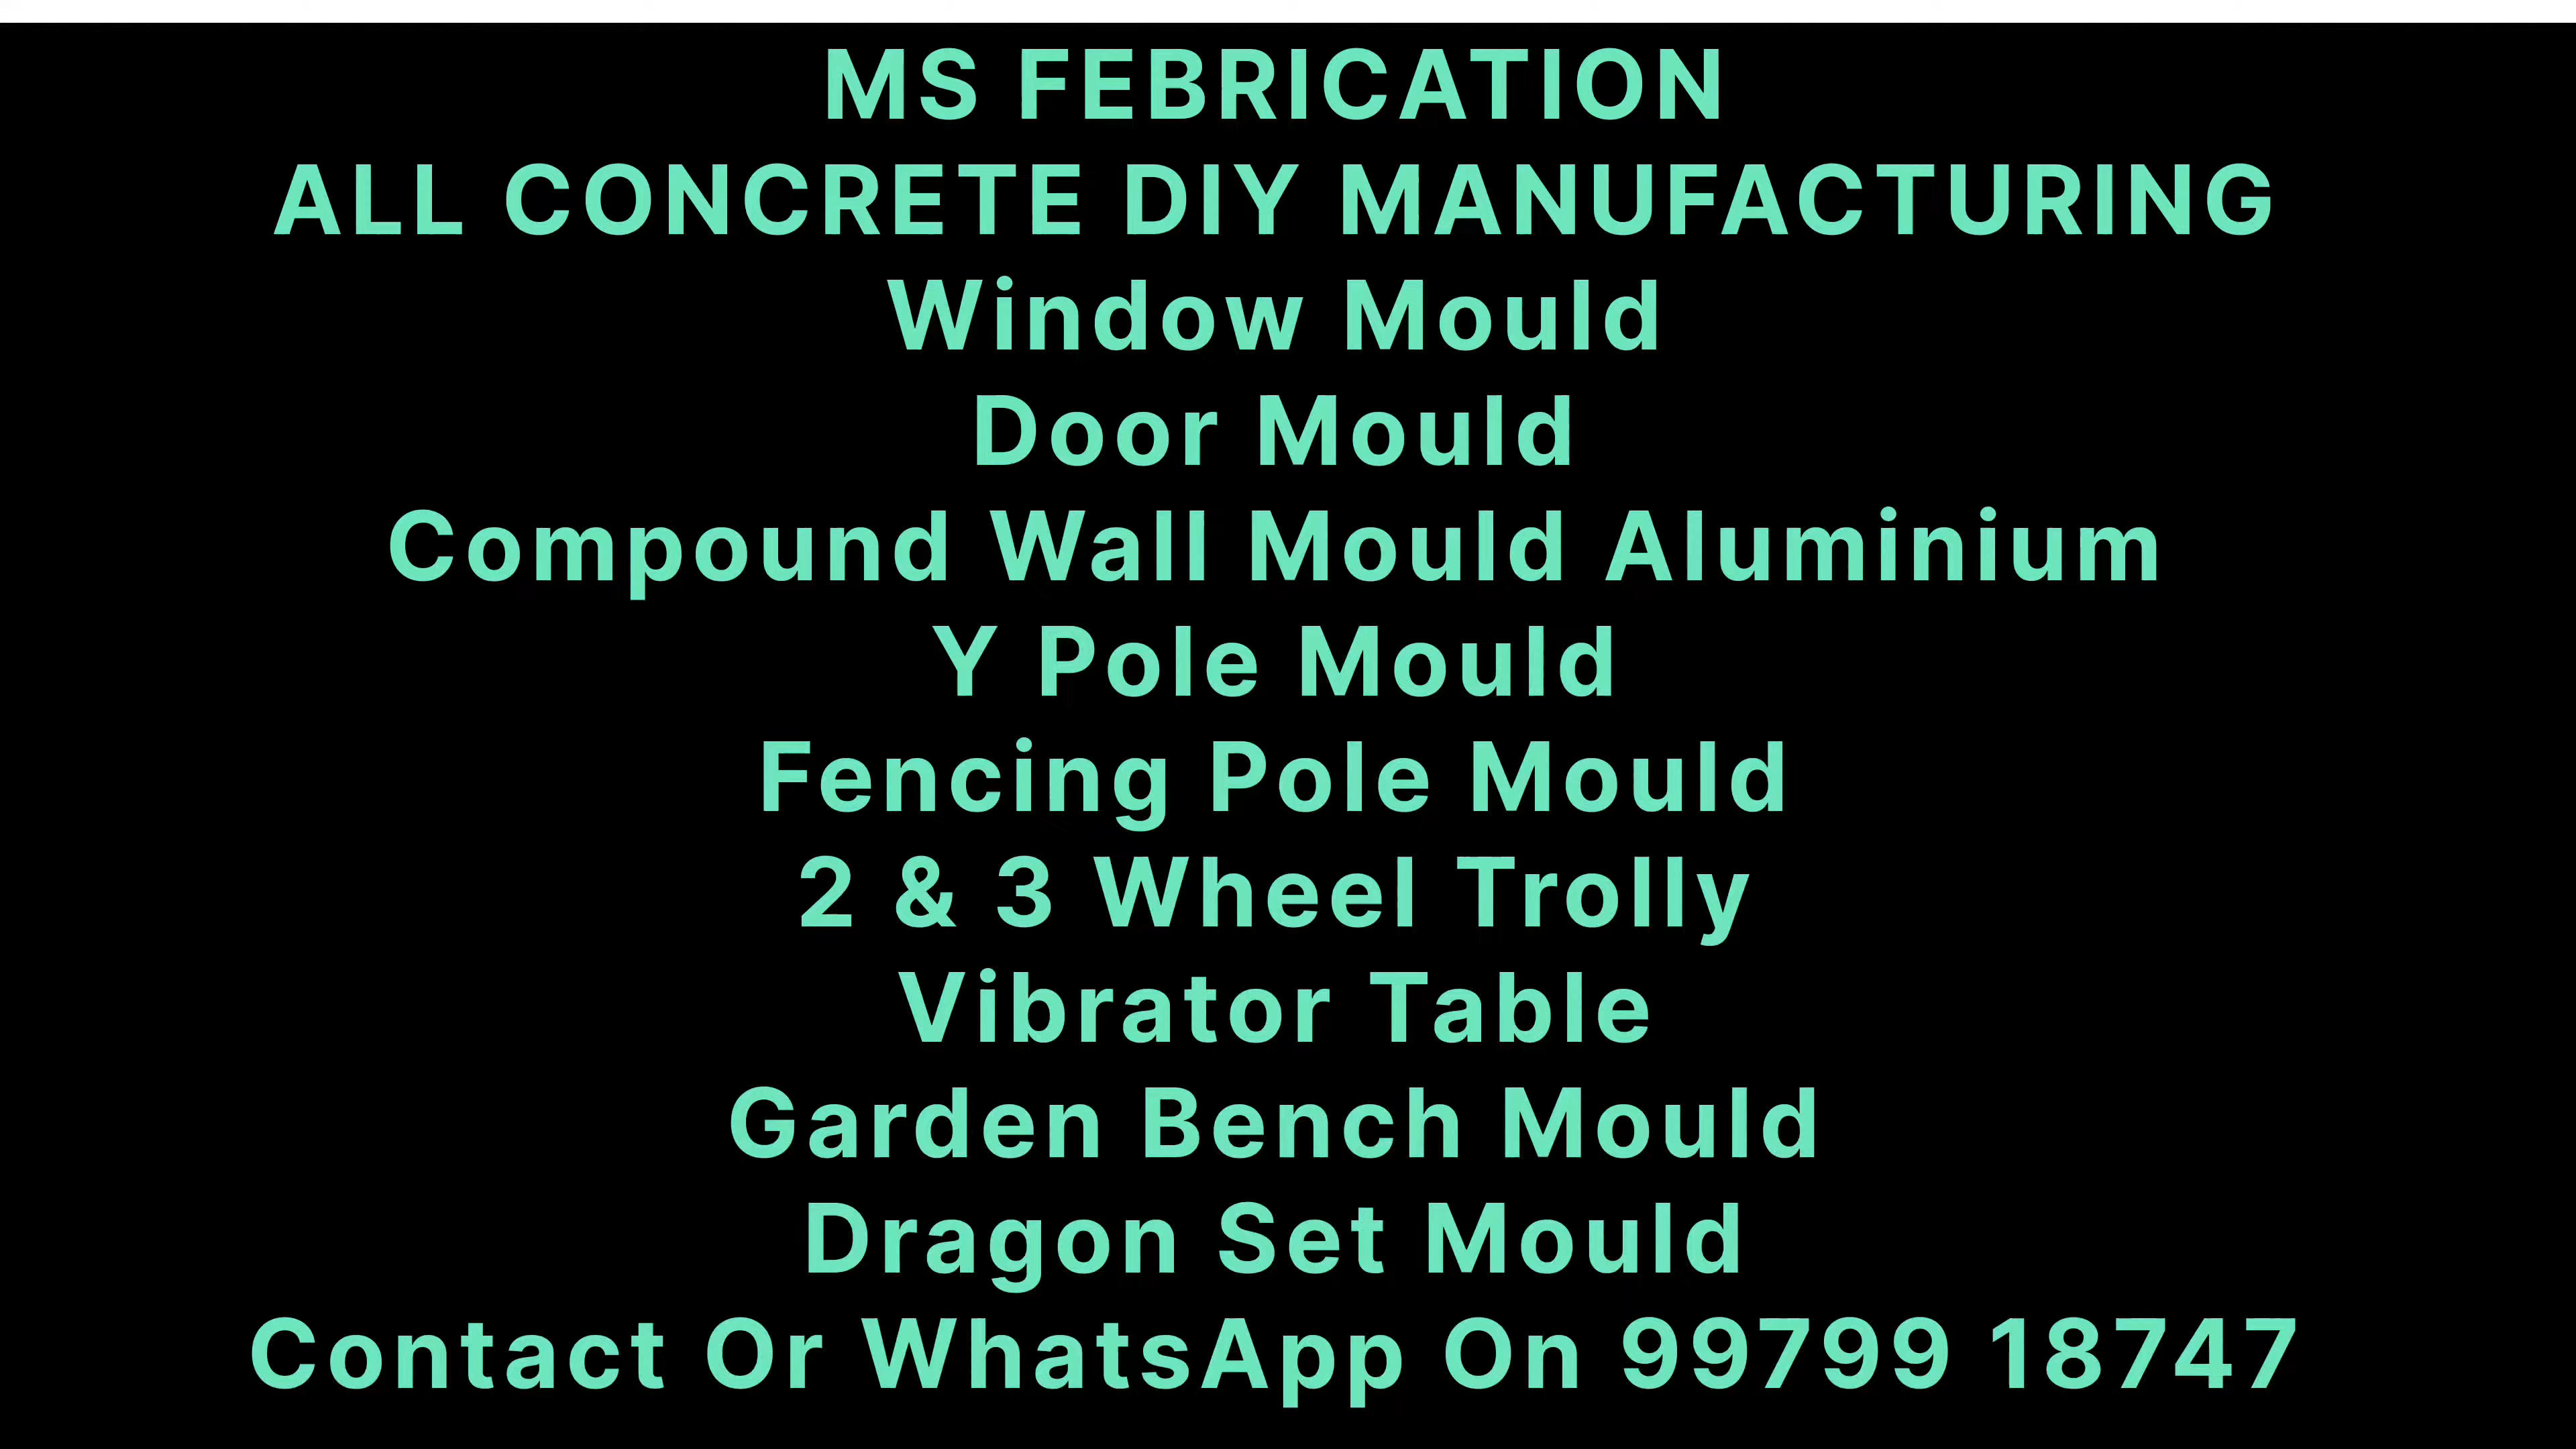 MS FEBRICATION
ALL CONCRETE DIY MANUFACTURING
Window Mould
Door Mould
Compound Wall Mould Aluminium
Y Pole Mould
Fencing Pole Mould
2 & 3 Wheel Trolly
Vibrator Table
Garden Bench Mould
Dragon Set Mould
Contact Or WhatsApp On 99799 18747